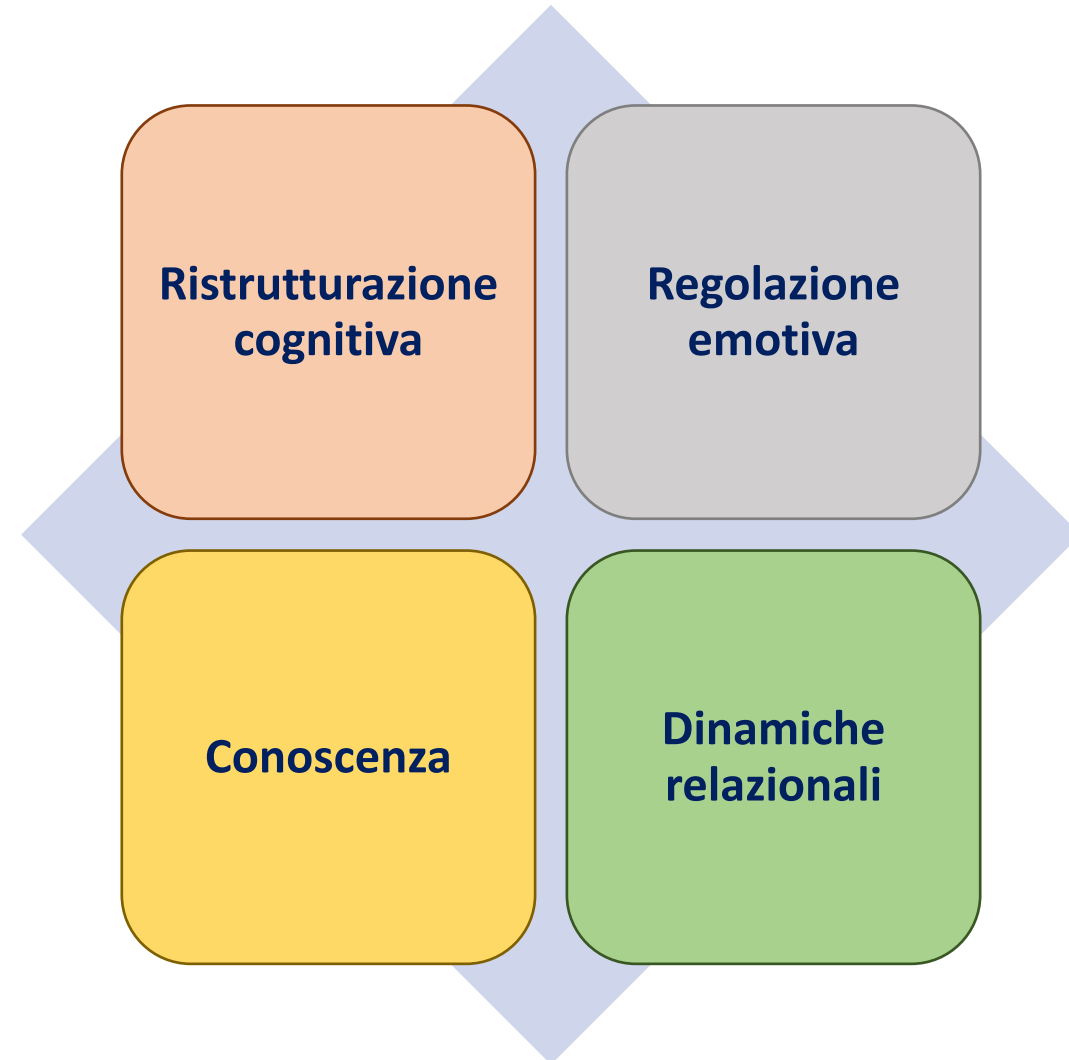 Ristrutturazione
cognitiva
Regolazione
emotiva
Conoscenza
Dinamiche
relazionali